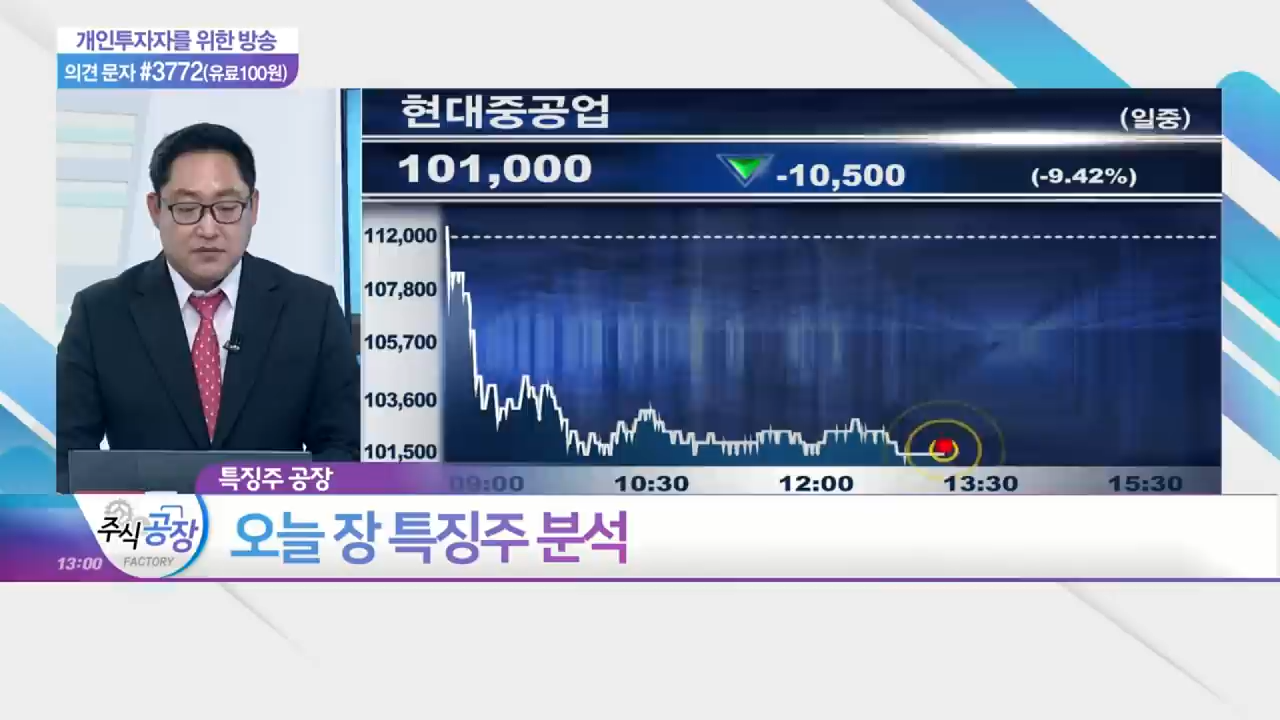 개인투자자를 위한 방송
의견 문자 #3772(유료100원)
현대중공업
(일중)
101,000
-10,500
(-9.42%)
112,000
107,800
105,700
103,600
101,500
09:00
10:30
12:00
13:30
15:30
특징주 공장
주식공장
FACTORY
13:00
오늘 장 특징주 분석